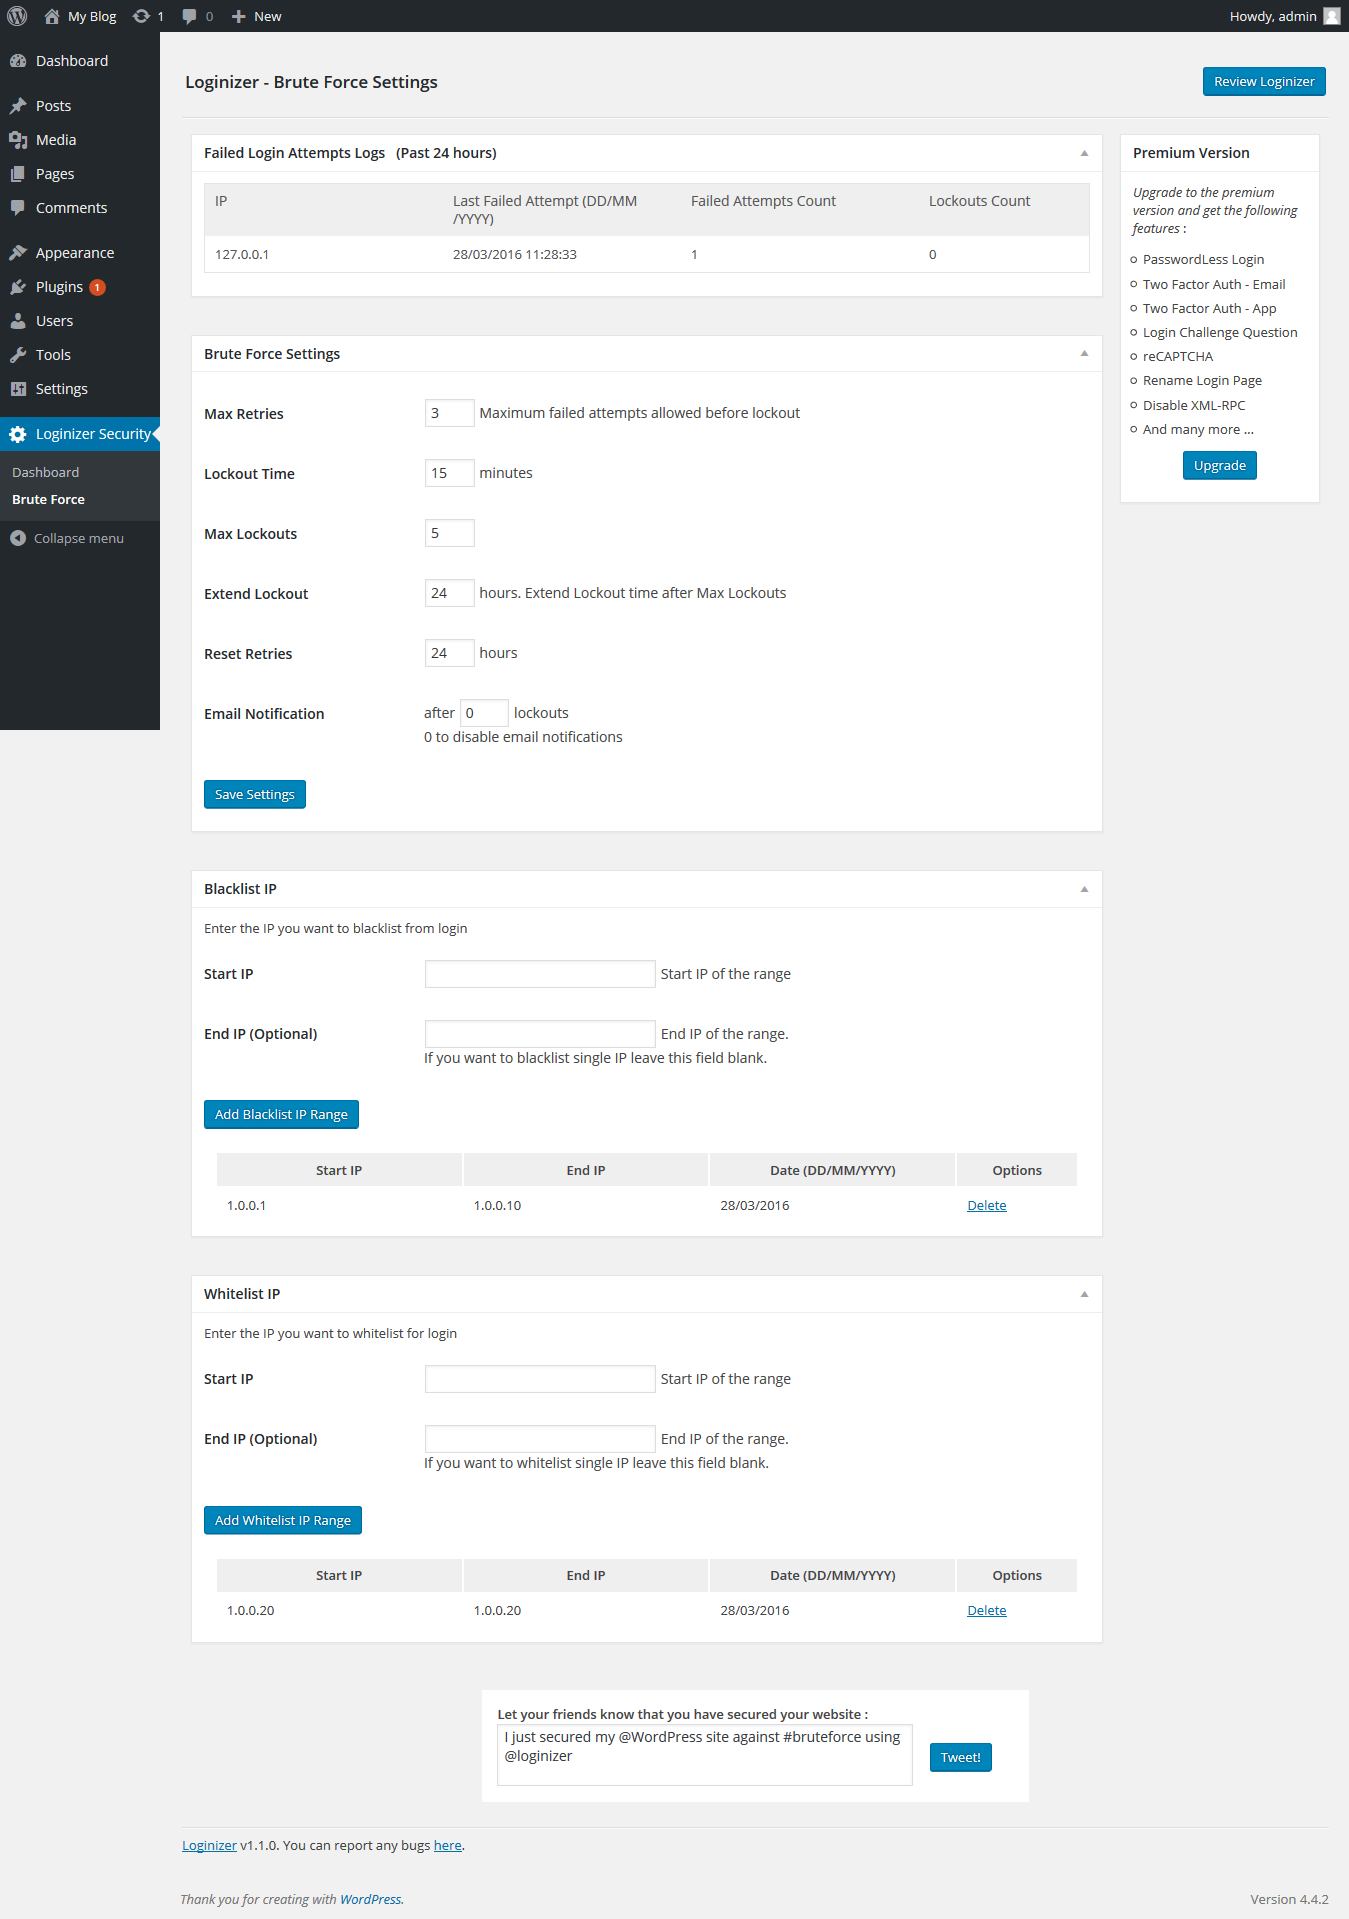 My Blog 1 0 New Howdy, admin
Dashboard
Posts
Media
Pages
Comments
Appearance
Plugins 1
Users
Tools
Settings
Loginizer Security
Dashboard
Brute Force
Collapse menu
Loginizer - Brute Force Settings
Review Loginizer
Failed Login Attempts Logs (Past 24 hours)
IP Last Failed Attempt (DD/MM Failed Attempts Count Lockouts Count
/YYYY)
127.0.0.1 28/03/2016 11:28:33 1 0
Brute Force Settings
Max Retries 3 Maximum failed attempts allowed before lockout
Lockout Time 15 minutes
Max Lockouts 5
Extend Lockout 24 hours. Extend Lockout time after Max Lockouts
Reset Retries 24 hours
Email Notification after 0 lockouts
0 to disable email notifications
Save Settings
Blacklist IP
Enter the IP you want to blacklist from login
Start IP Start IP of the range
End IP (Optional) End IP of the range.
If you want to blacklist single IP leave this field blank.
Add Blacklist IP Range
Start IP End IP Date (DD/MM/YYYY) Options
1.0.0.1 1.0.0.10 28/03/2016 Delete
Whitelist IP
Enter the IP you want to whitelist for login
Start IP Start IP of the range
End IP (Optional) End IP of the range.
If you want to whitelist single IP leave this field blank.
Add Whitelist IP Range
Start IP End IP Date (DD/MM/YYYY) Options
1.0.0.20 1.0.0.20 28/03/2016 Delete
Premium Version
Upgrade to the premium
version and get the following
features :
PasswordLess Login
Two Factor Auth - Email
Two Factor Auth - App
Login Challenge Question
reCAPTCHA
Rename Login Page
Disable XML-RPC
And many more ...
Upgrade
Let your friends know that you have secured your website :
I just secured my @WordPress site against #bruteforce using
@loginizer
Tweet!
Loginizer v1.1.0. You can report any bugs here.
Thank you for creating with WordPress. Version 4.4.2